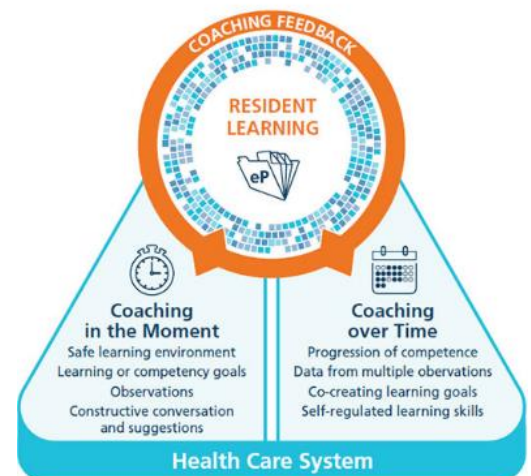 COACHING FEEDBACK
RESIDENT
LEARNING
eP
Coaching
in the Moment
Safe learning environment
Learning or competency goals
Observations
Constructive conversation
and suggestions
Coaching
over Time
Progression of competence
Data from multiple obervations
Co-creating learning goals
Self-regulated learning skills
Health Care System